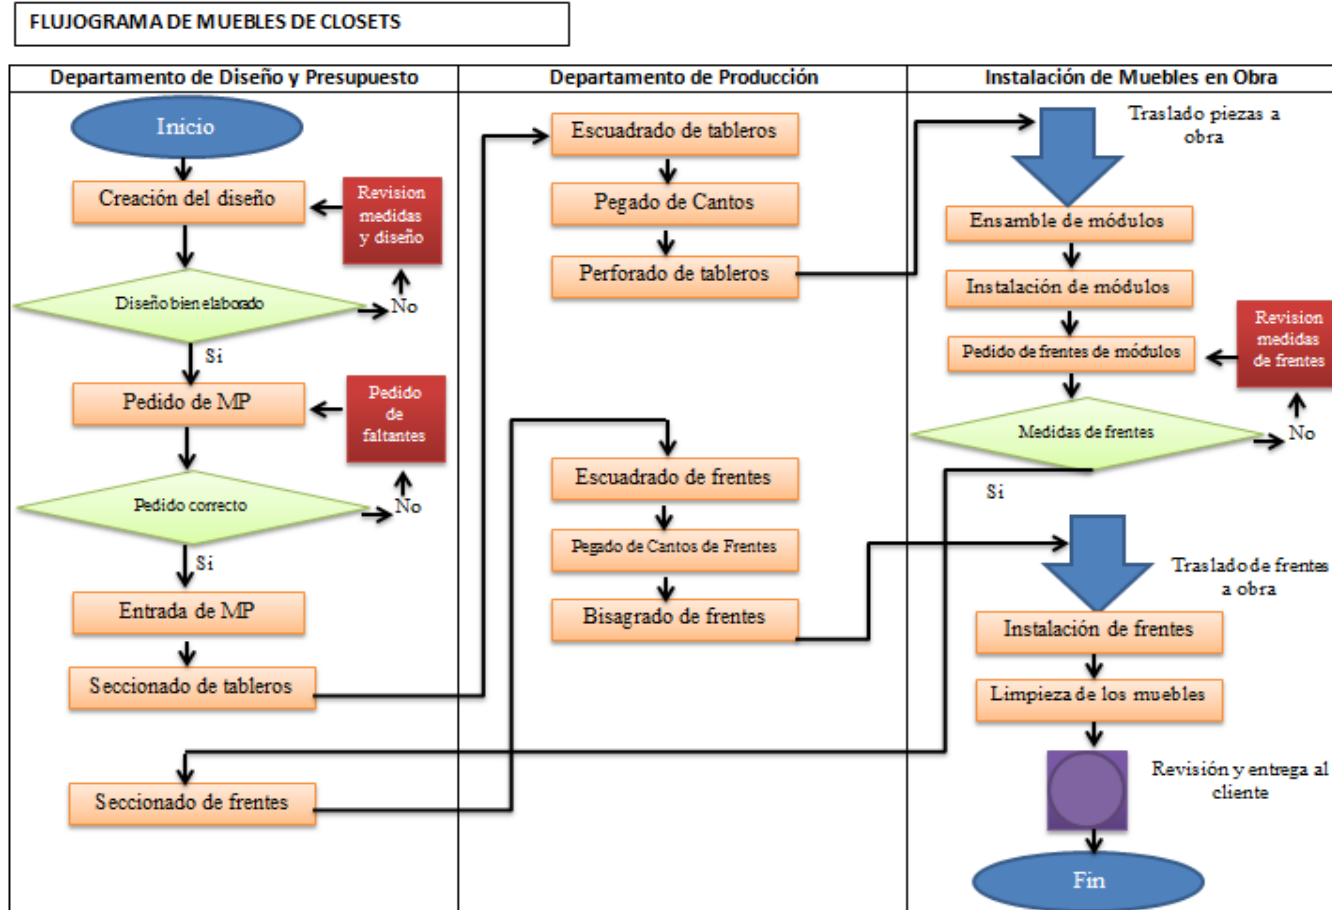 FLUJOGRAMA DE MUEBLES DE CLOSETS
Departamento de Diseño y Presupuesto
Inicio
Creación del diseño
Revision
medidas
y diseño
Diseño bien elaborado
No
Si
Pedido de MP
Pedido
de
faltantes
Pedido correcto
No
Si
Entrada de MP
Seccionado de tableros
Seccionado de frentes
Departamento de Producción
Escuadrado de tableros
Pegado de Cantos
Perforado de tableros
Escuadrado de frentes
Pegado de Cantos de Frentes
Bisagrado de frentes
Instalación de Muebles en Obra
Traslado piezas a
obra
Ensamble de módulos
Instalación de módulos
Pedido de frentes de módulos
Revision
medidas
de frentes
Medidas de frentes
No
Si
Traslado de frentes
a obra
Instalación de frentes
Limpieza de los muebles
Revisión y entrega al
cliente
Fin